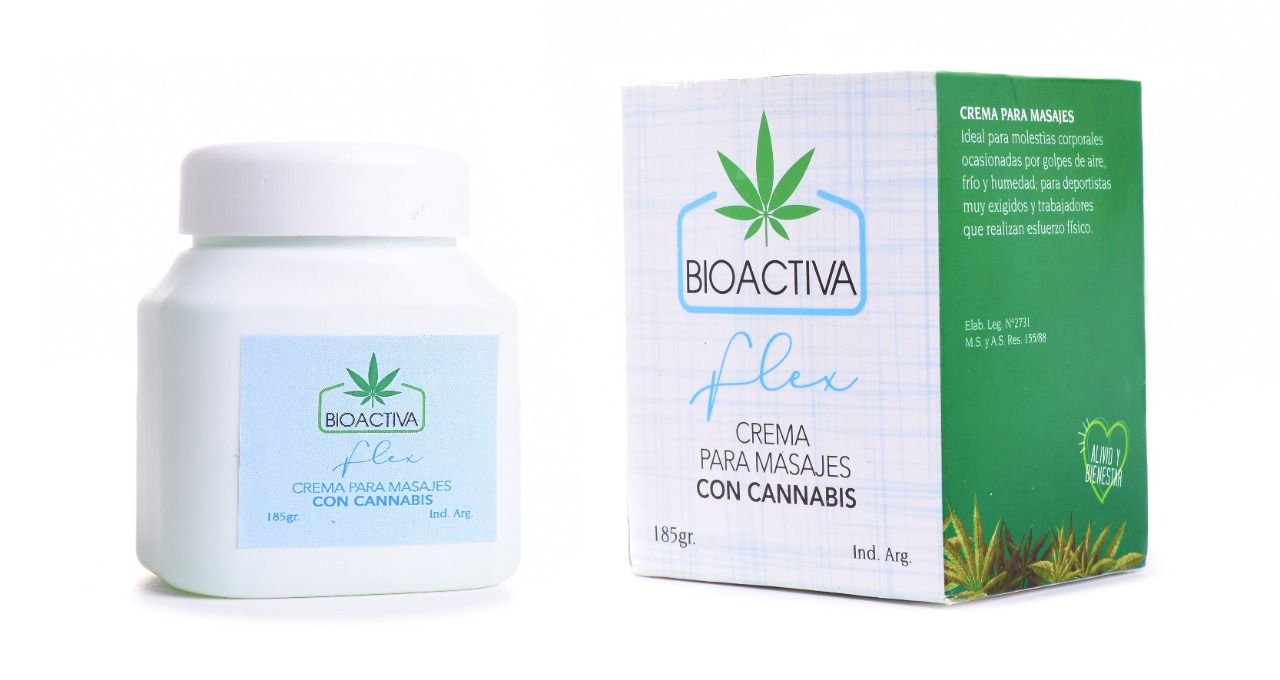 BIOACTIVA
flex
CREMA PARA MASAJES
CON CANNABIS
185gr.
Ind. Arg.
BIOACTIVA
flex
CREMA
PARA MASAJES
CON CANNABIS
185gr.
Ind. Arg.
CREMA PARA MASAJES
Ideal para molestias corporales
ocasionadas por golpes de aire,
frío y humedad; para deportistas
muy exigidos y trabajadores
que realizan esfuerzo físico.
Elab. Leg. N°2731
M.S. y A.S. Res. 155/88
ALIVIO Y
BIENESTAR